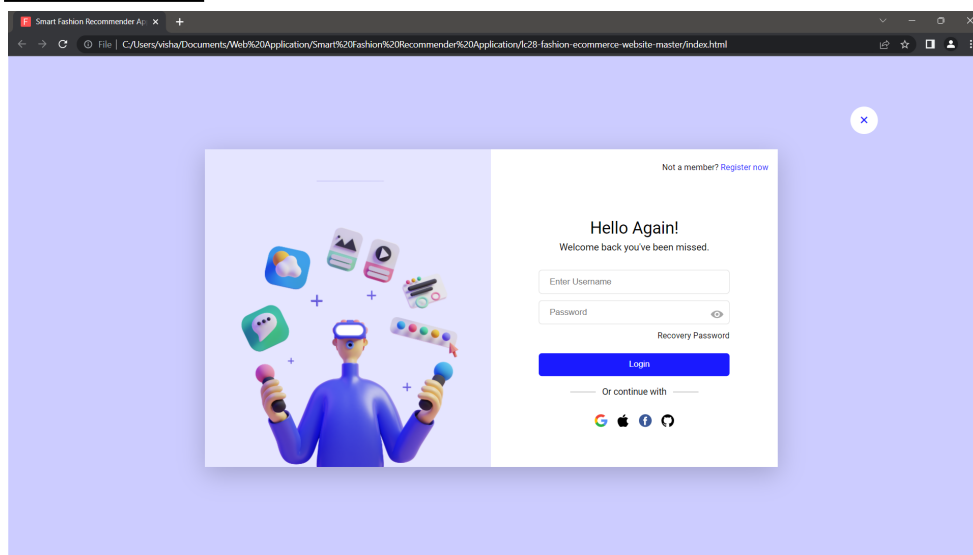 Smart Fashion Recommender Ap
File | C:/Users/visha/Documents/Web%20Application/Smart%20Fashion%20Recommender%20Application/lc28-fashion-ecommerce-website-master/index.html
Not a member? Register now
Hello Again!
Welcome back you've been missed.
Enter Username
Password
Recovery Password
Login
Or continue with